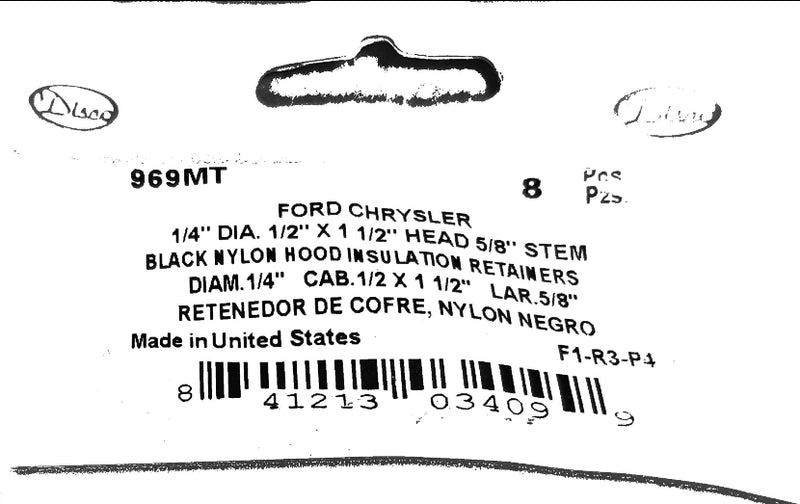 Disco Disco
969MT 8 Pcs
Pzs.
FORD CHRYSLER
1/4" DIA. 1/2" X 1 1/2" HEAD 5/8" STEM
BLACK NYLON HOOD INSULATION RETAINERS
DIAM.1/4" CAB.1/2 X 1 1/2" LAR.5/8"
RETENEDOR DE COFRE, NYLON NEGRO
Made in United States
F1-R3-P4
8 41213 03409 9